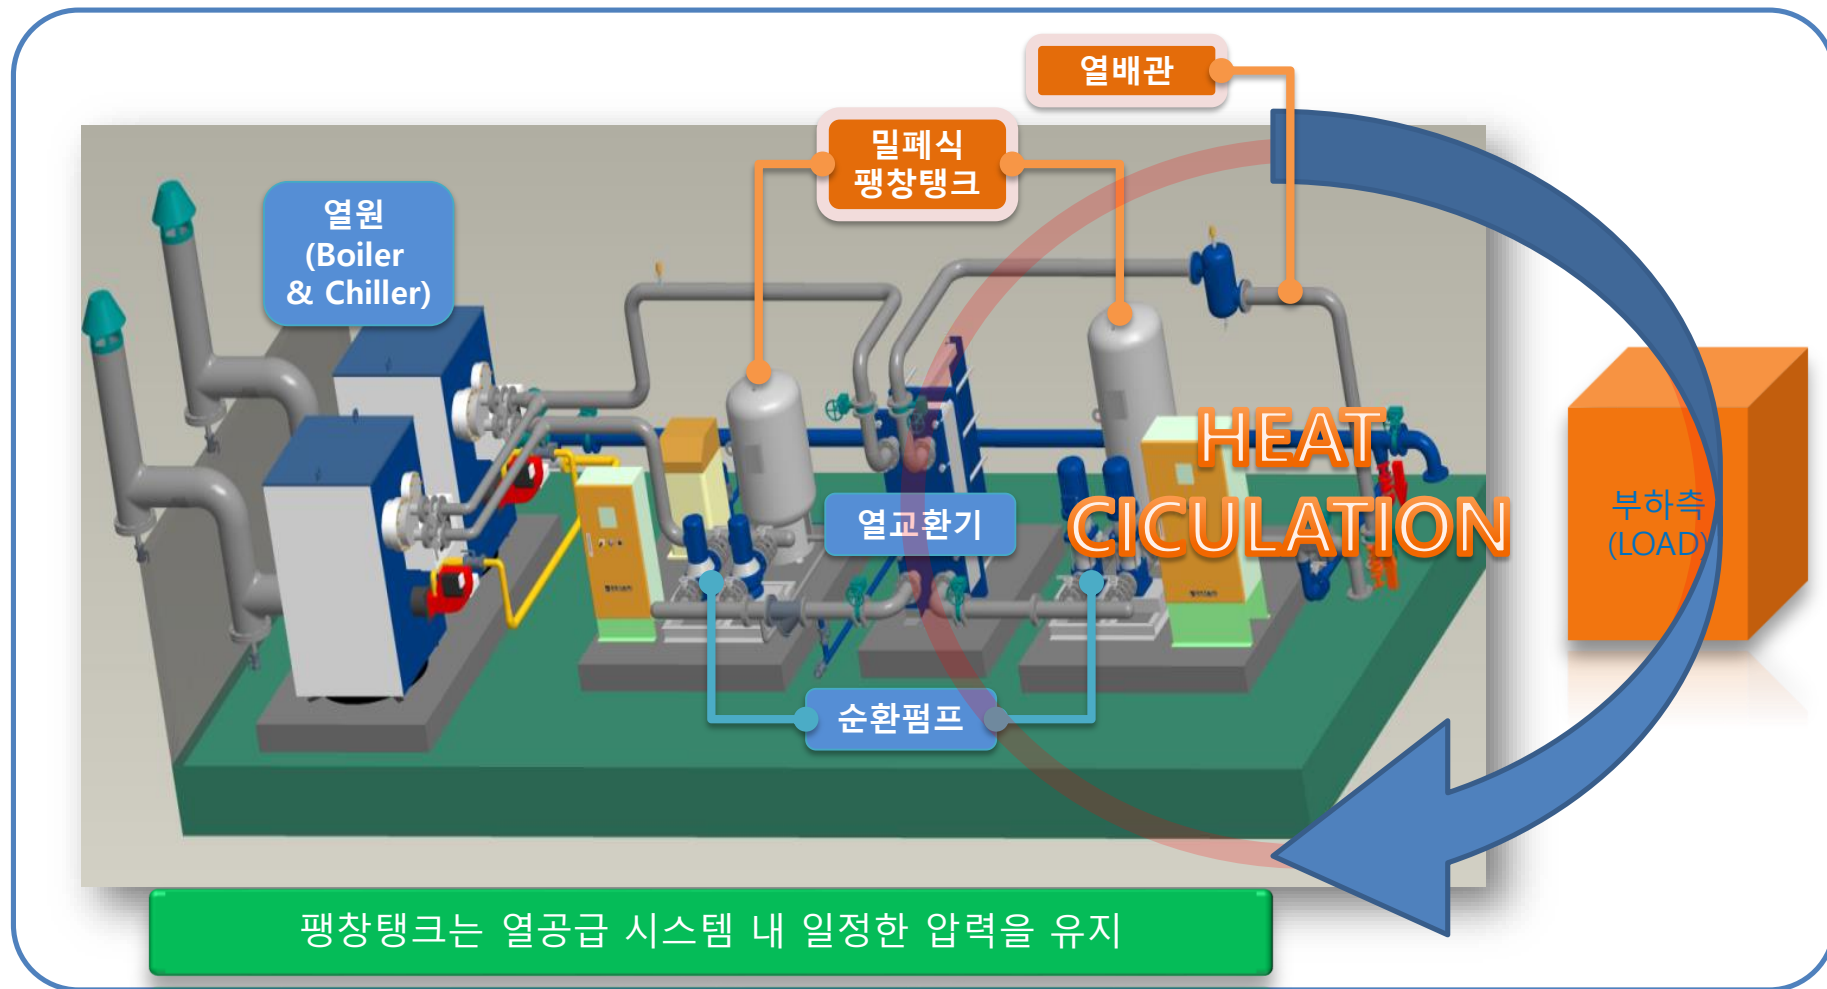 열배관
밀폐식
팽창탱크
열원
(Boiler
& Chiller)
HEAT
CICULATION
열교환기
부하측
(LOAD)
순환펌프
팽창탱크는 열공급 시스템 내 일정한 압력을 유지